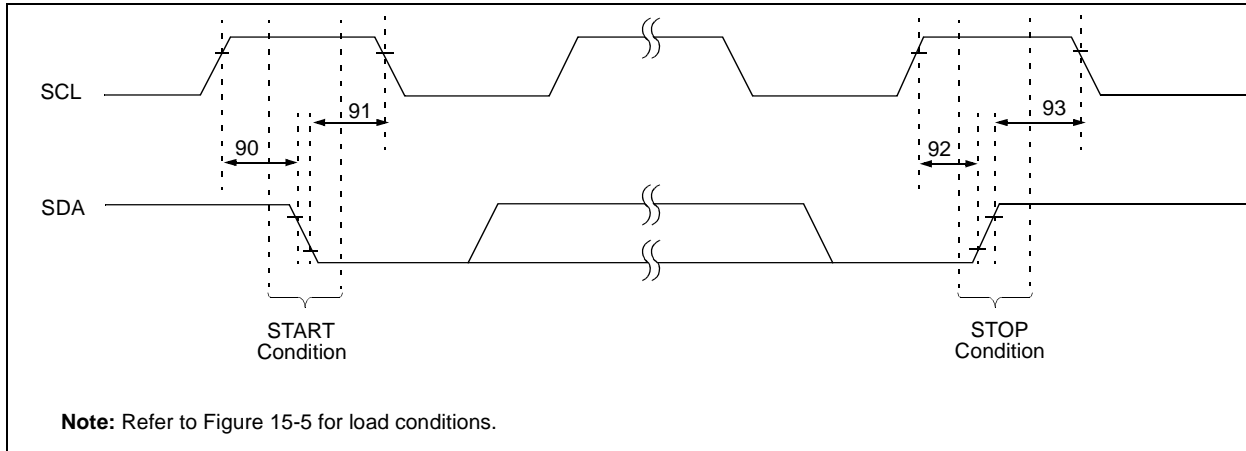 SCL
91
93
90
92
SDA
START
Condition
STOP
Condition
Note: Refer to Figure 15-5 for load conditions.